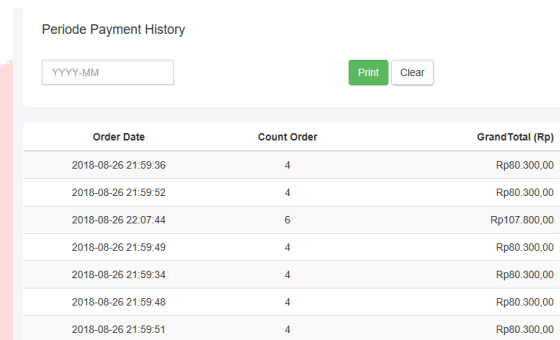 Periode Payment History
YYYY-MM Print Clear
Order Date Count Order GrandTotal (Rp)
2018-08-26 21:59:36 4 Rp80.300,00
2018-08-26 21:59:52 4 Rp80.300,00
2018-08-26 22:07:44 6 Rp107.800,00
2018-08-26 21:59:49 4 Rp80.300,00
2018-08-26 21:59:34 4 Rp80.300,00
2018-08-26 21:59:48 4 Rp80.300,00
2018-08-26 21:59:51 4 Rp80.300,00